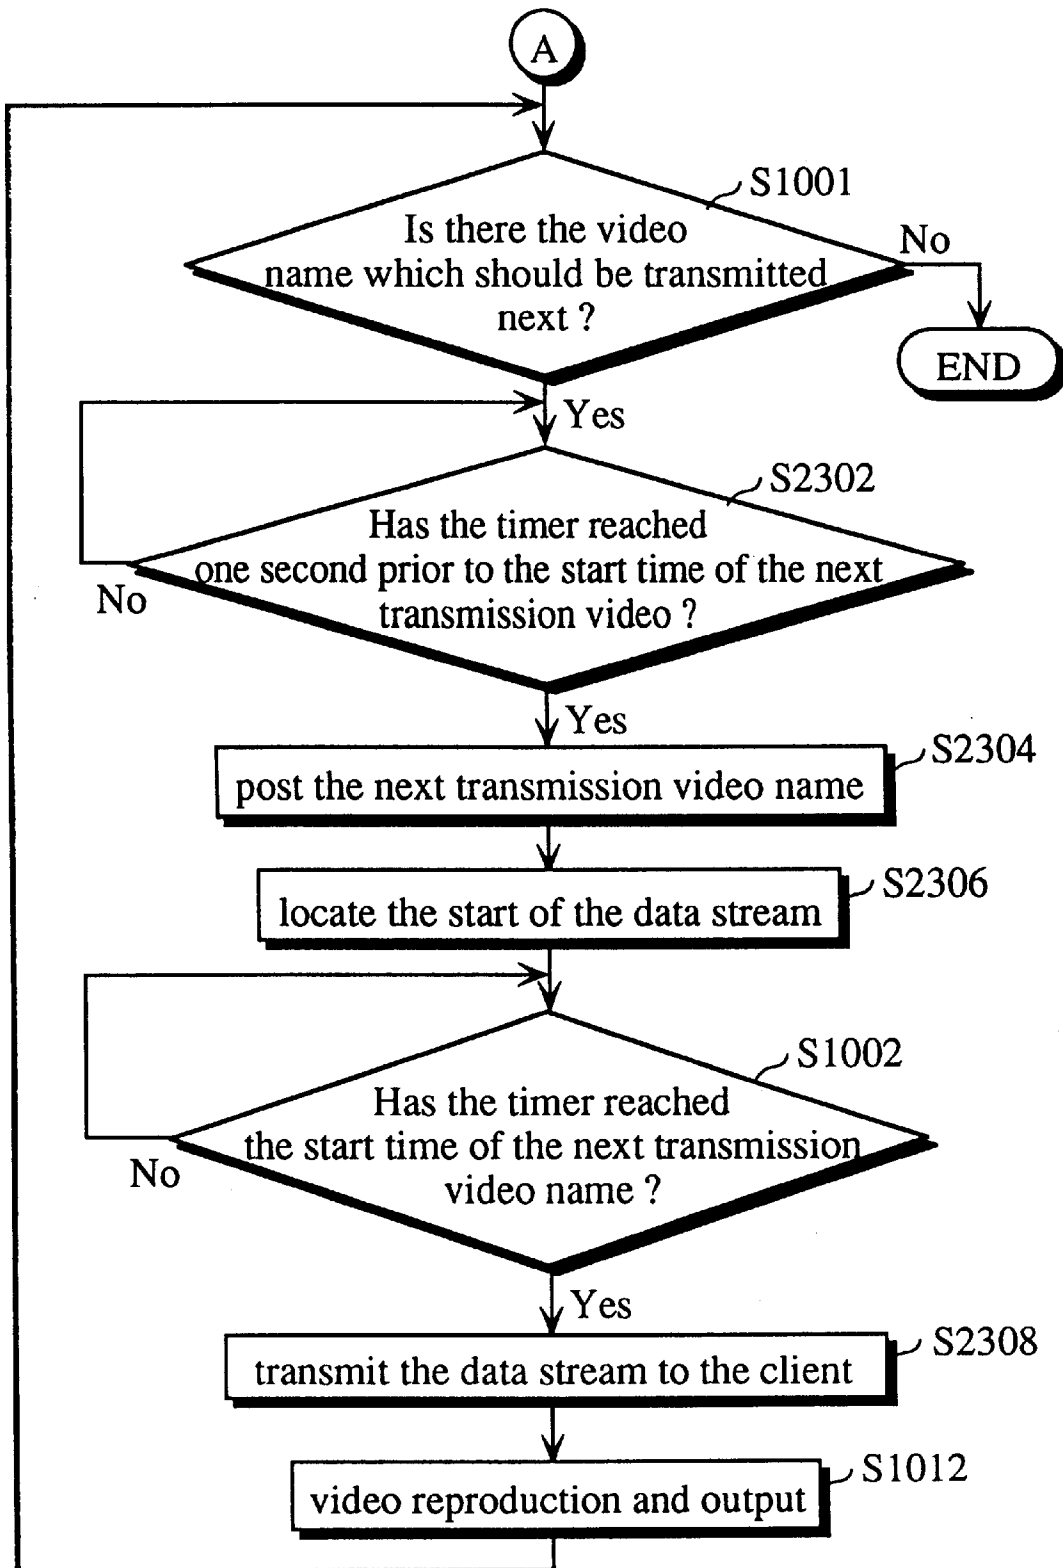 A
S1001
Is there the video
name which should be transmitted
next ?
No
END
Yes
S2302
Has the timer reached
one second prior to the start time of the next
transmission video ?
No
Yes
S2304
post the next transmission video name
S2306
locate the start of the data stream
S1002
Has the timer reached
the start time of the next transmission
video name ?
No
Yes
S2308
transmit the data stream to the client
S1012
video reproduction and output